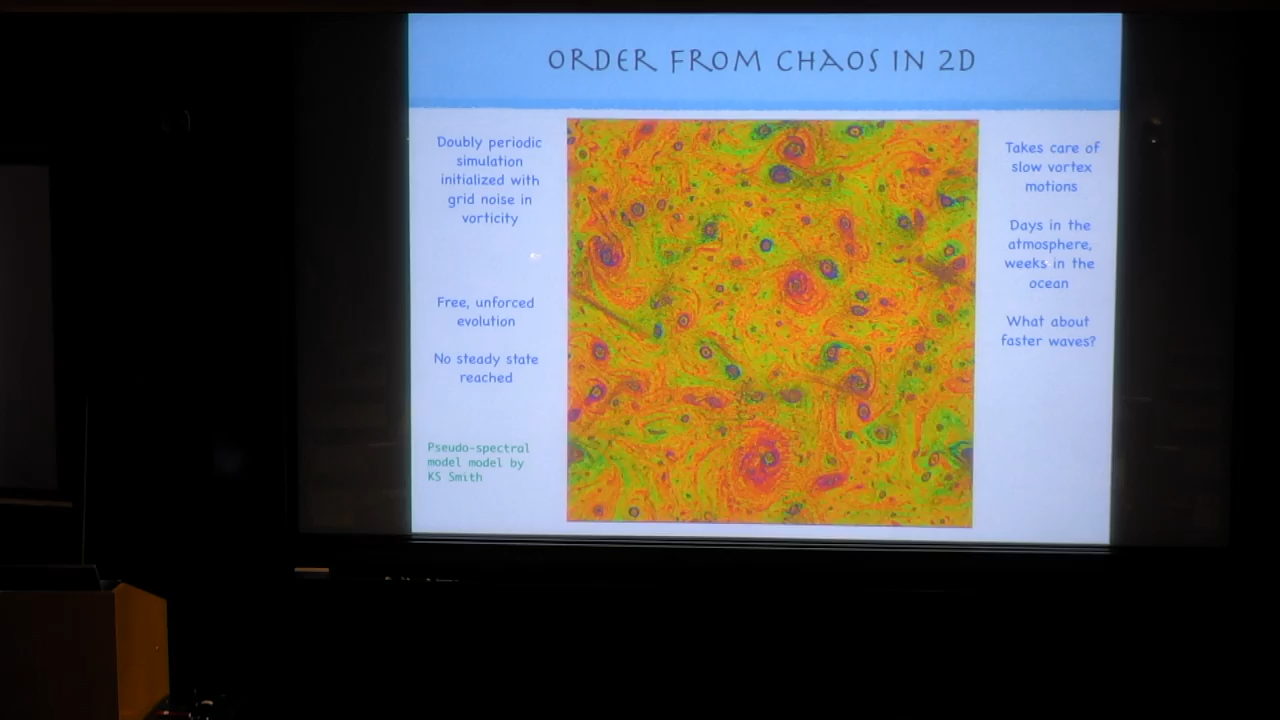 ORDER FROM CHAOS IN 2D
Doubly periodic
simulation
initialized with
grid noise in
vorticity
Free, unforced
evolution
No steady state
reached
Pseudo-spectral
model model by
KS Smith
Takes care of
slow vortex
motions
Days in the
atmosphere,
weeks in the
ocean
What about
faster waves?